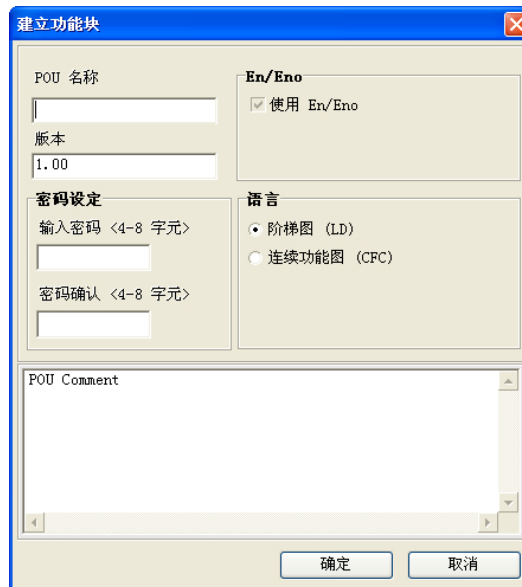 建立功能块
POU 名称
版本
1.00
En/Eno
使用 En/Eno
密码设定
输入密码 <4-8 字元>
密码确认 <4-8 字元>
语言
阶梯图 (LD)
连续功能图 (CFC)
POU Comment
确定
取消